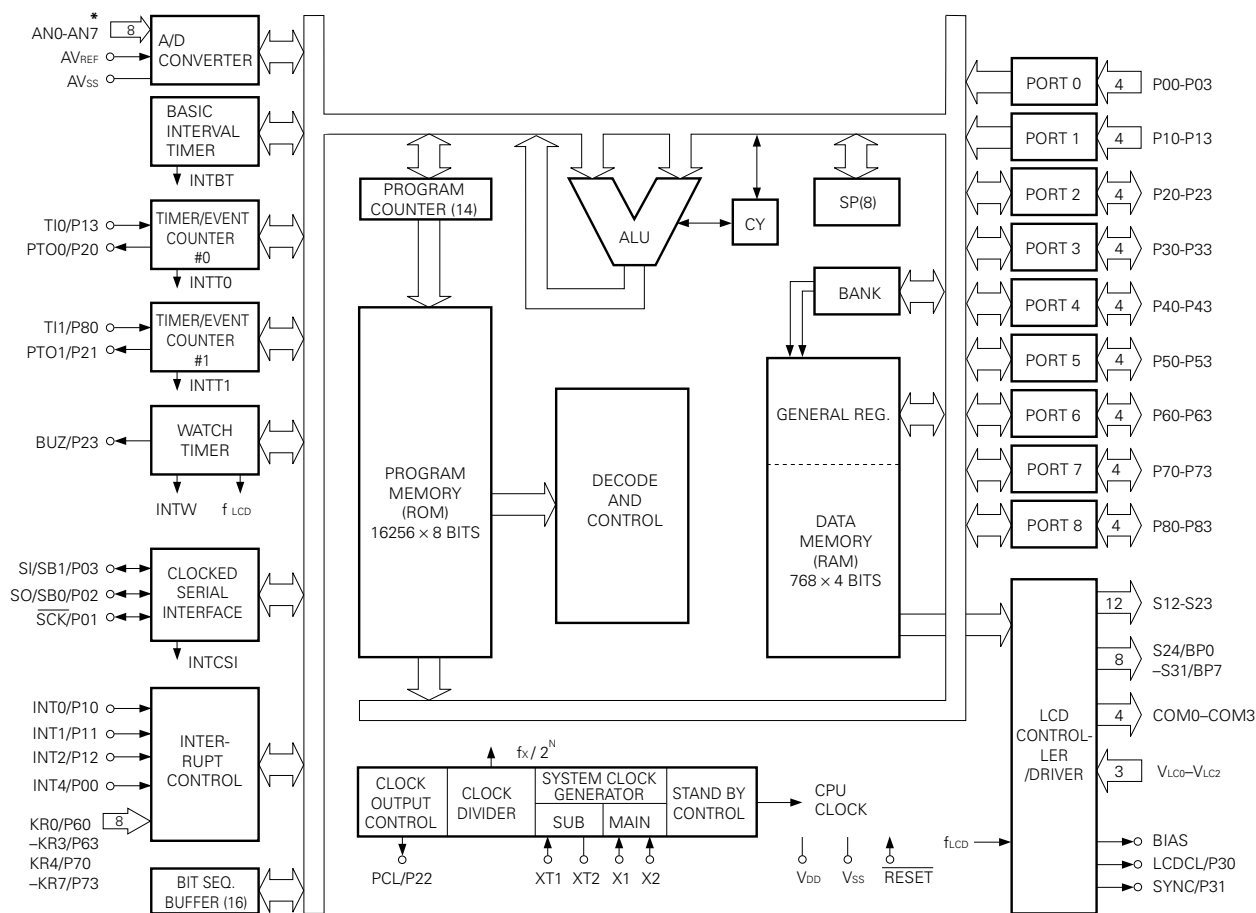 *
AN0-AN7
8
AVREF
AVSS
A/D
CONVERTER
BASIC
INTERVAL
TIMER
INTBT
TI0/P13
PTO0/P20
TIMER/EVENT
COUNTER
#0
INTT0
TI1/P80
PTO1/P21
TIMER/EVENT
COUNTER
#1
INTT1
BUZ/P23
WATCH
TIMER
INTW
f LCD
SI/SB1/P03
SO/SB0/P02
SCK/P01
CLOCKED
SERIAL
INTERFACE
INTCSI
INT0/P10
INT1/P11
INT2/P12
INT4/P00
KR0/P60
–KR3/P63
KR4/P70
–KR7/P73
8
INTER-
RUPT
CONTROL
BIT SEQ.
BUFFER (16)
PROGRAM
COUNTER (14)
ALU
CY
SP(8)
BANK
PROGRAM
MEMORY
(ROM)
16256 × 8 BITS
DECODE
AND
CONTROL
GENERAL REG.
DATA
MEMORY
(RAM)
768 × 4 BITS
fX / 2N
CLOCK
OUTPUT
CONTROL
CLOCK
DIVIDER
SYSTEM CLOCK
GENERATOR
SUB
MAIN
STAND BY
CONTROL
CPU
CLOCK
PCL/P22
XT1
XT2
X1
X2
VDD
VSS
RESET
PORT 0
4
P00-P03
PORT 1
4
P10-P13
PORT 2
4
P20-P23
PORT 3
4
P30-P33
PORT 4
4
P40-P43
PORT 5
4
P50-P53
PORT 6
4
P60-P63
PORT 7
4
P70-P73
PORT 8
4
P80-P83
LCD
CONTROL-
LER
/DRIVER
12
S12-S23
8
S24/BP0
–S31/BP7
4
COM0–COM3
3
VLC0–VLC2
fLCD
BIAS
LCDCL/P30
SYNC/P31